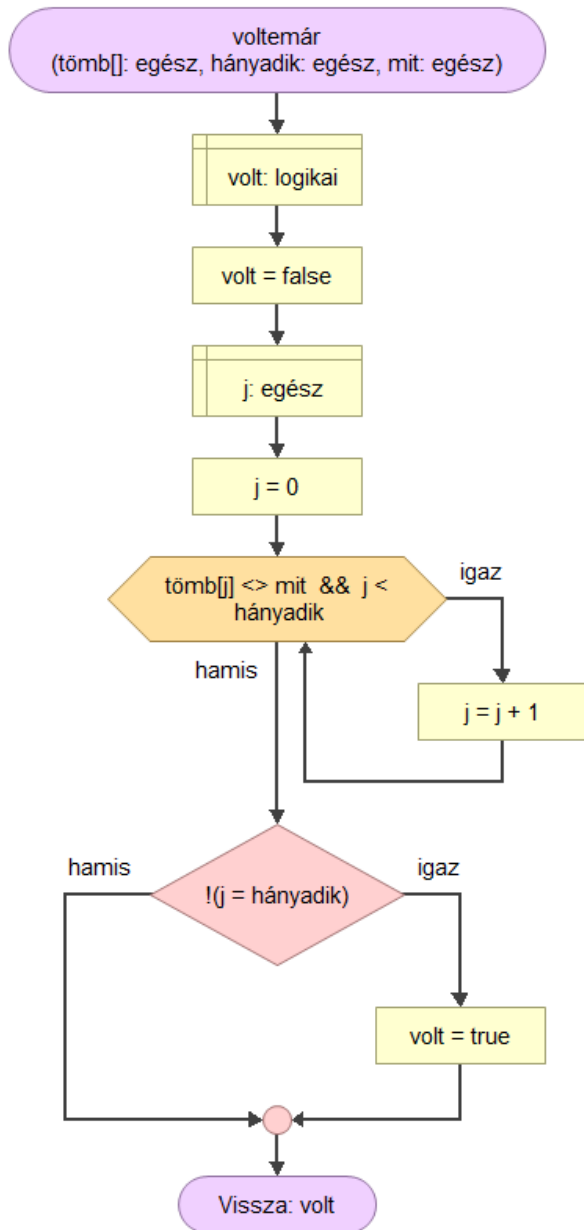 voltemár
(tömb[]: egész, hányadik: egész, mit: egész)
volt: logikai
volt = false
j: egész
j = 0
tömb[j] <> mit && j <
hányadik
igaz
hamis
j = j + 1
hamis
!(j = hányadik)
igaz
volt = true
Vissza: volt